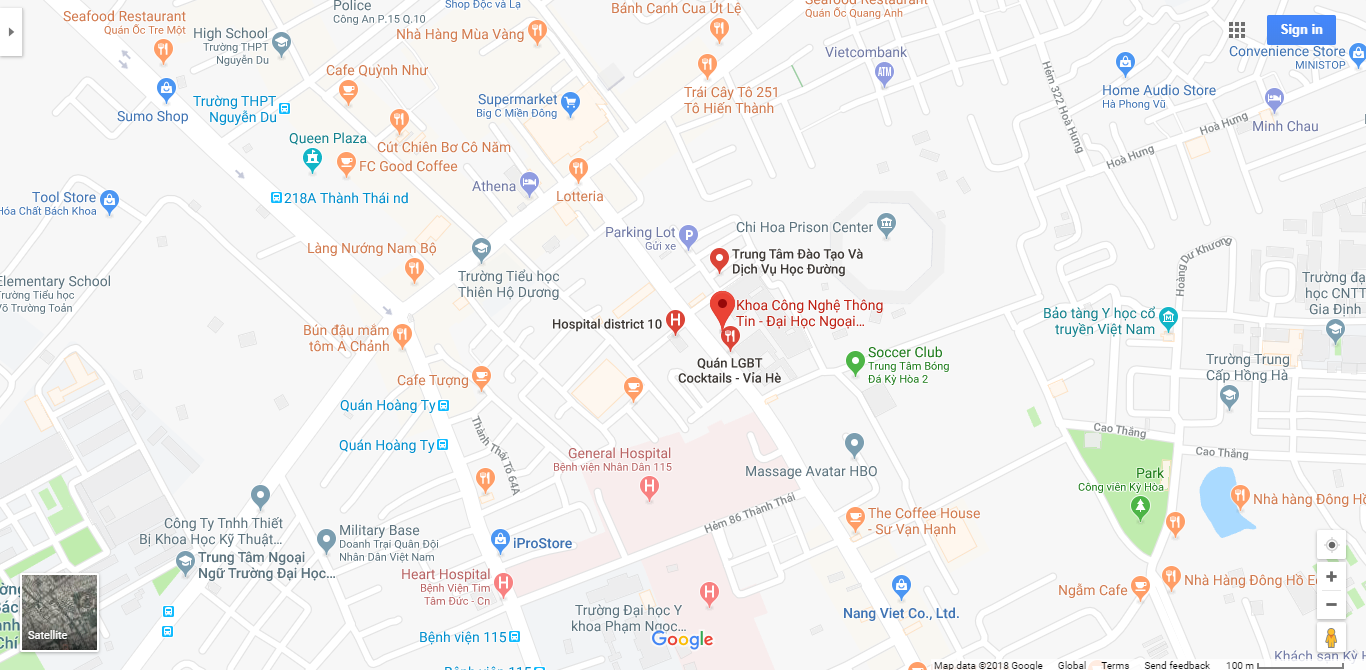 Seafood Restaurant
Quán Ốc Tre Một
Police
Công An P.15 Q.10
Shop Độc và Lạ
Bánh Canh Cua Út Lệ
Seafood Restaurant
Quán Ốc Quang Anh
Sign in
High School
Trường THPT
Nguyễn Du
Nhà Hàng Mùa Vàng
Vietcombank
ATM
Convenience Store
MINISTOP
Cafe Quỳnh Như
Trái Cây Tô 251
Tô Hiến Thành
Hẻm 322 Hoà Hưng
Home Audio Store
Hà Phong Vũ
Sumo Shop
Trường THPT
Nguyễn Du
Supermarket
Big C Miền Đông
Hoà Hưng
Minh Chau
Queen Plaza
Cút Chiên Bơ Cô Năm
FC Good Coffee
Hoà Hưng
Athena
Lotteria
Tool Store
Hóa Chất Bách Khoa
218A Thành Thái nd
Parking Lot
Gửi xe
P
Chi Hoa Prison Center
Làng Nướng Nam Bộ
Trung Tâm Đào Tạo Và
Dịch Vụ Học Đường
Hoàng Dư Khương
Elementary School
Trường Tiểu học
Võ Trường Toản
Trường Tiểu học
Thiên Hộ Dương
Trường đạ
học CNTT
Gia Định
Khoa Công Nghệ Thông
Tin - Đại Học Ngoại...
Hospital district 10
H
Bảo tàng Y học cổ
truyền Việt Nam
Bún đậu mắm
tôm A Chảnh
Quán LGBT
Cocktails - Vỉa Hè
Soccer Club
Trung Tâm Bóng
Đá Kỳ Hòa 2
Trường Trung
Cấp Hồng Hà
Cafe Tượng
Quán Hoàng Ty
Thành Thái Tổ 64A
Cao Thắng
Quán Hoàng Ty
Cao Thắng
General Hospital
Bệnh viện Nhân Dân 115
H
Massage Avatar HBO
Park
Công viên Kỳ Hòa
Nhà hàng Đông Hồ
Hẻm 86 Thành Thái
The Coffee House
- Sư Vạn Hạnh
Công Ty Tnhh Thiết
Bị Khoa Học Kỹ Thuật...
Military Base
Doanh Trại Quân Đội
Nhân Dân Việt Nam
iProStore
Trung Tâm Ngoại
Ngữ Trường Đại Học...
Heart Hospital
Bệnh Viện Tim
Tâm Đức - Cn
H
H
Ngẫm Cafe
Nhà Hàng Đông Hồ
Satellite
Trường Đại học Y
khoa Phạm Ngọc...
Nang Viet Co., Ltd.
Bệnh viện 115
Google
Khách sạn Kỳ H
Bệnh viện 115
Map data ©2018 Google
Global
Terms
Send feedback
100 m